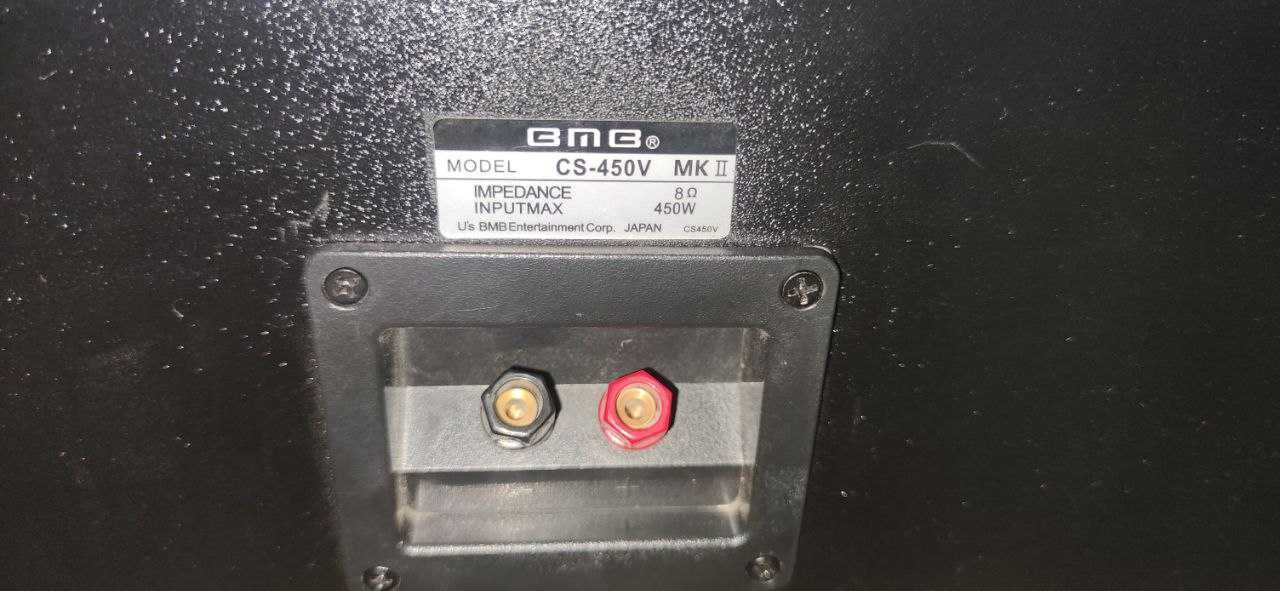 BMB®
MODEL CS-450V MK II
IMPEDANCE 8Ω
INPUTMAX 450W
U's BMB Entertainment Corp. JAPAN CS450V